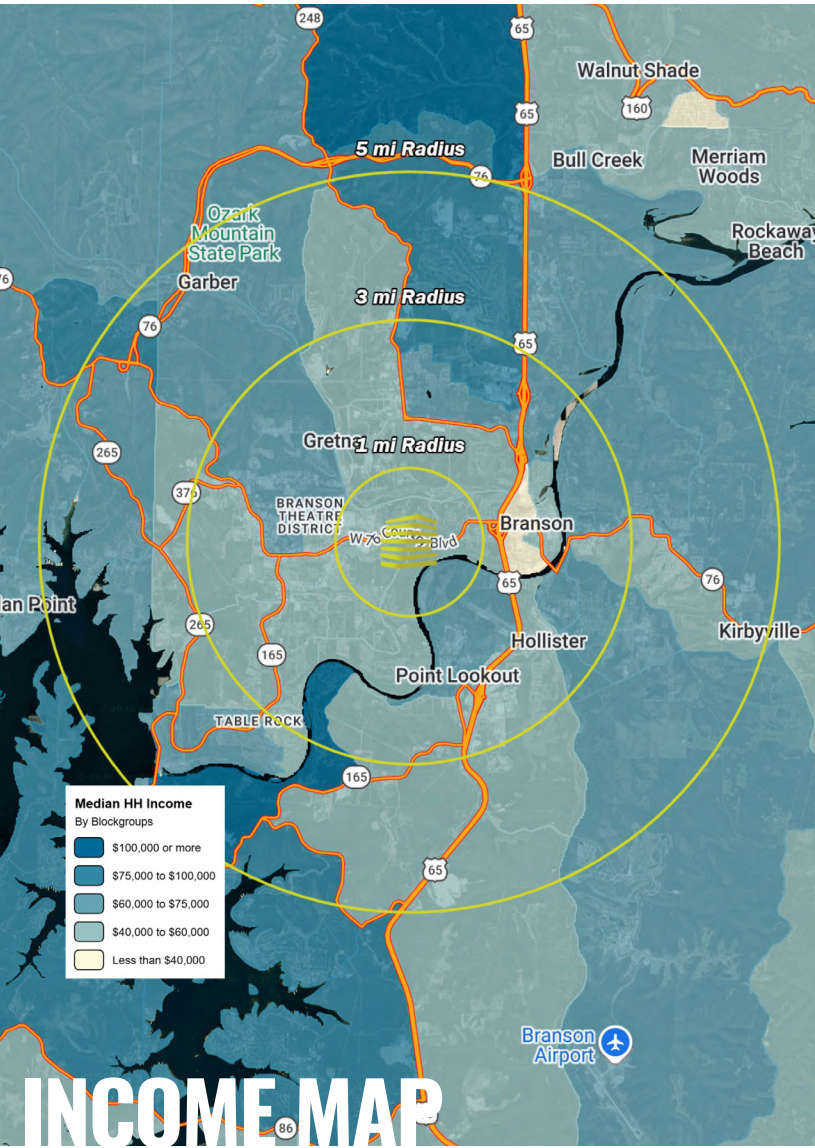 248
65
Walnut Shade
160
65
5 mi Radius
Bull Creek
Merriam
Woods
76
Ozark
Mountain
State Park
Rockaway
Beach
Garber
76
3 mi Radius
76
65
Gretna
1 mi Radius
265
376
BRANSON
THEATRE
DISTRICT
W 76 Country Blvd
Branson
65
76
an Point
265
Kirbyville
Hollister
165
Point Lookout
TABLE ROCK
165
Median HH Income
By Blockgroups
$100,000 or more
$75,000 to $100,000
$60,000 to $75,000
$40,000 to $60,000
Less than $40,000
65
Branson
Airport
INCOME MAP
86